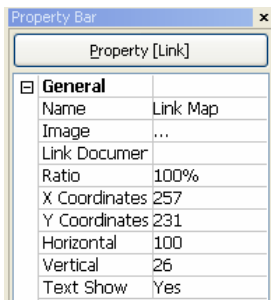 Property Bar ×
Property [Link]
General
Name Link Map
Image ...
Link Documer
Ratio 100%
X Coordinates 257
Y Coordinates 231
Horizontal 100
Vertical 26
Text Show Yes